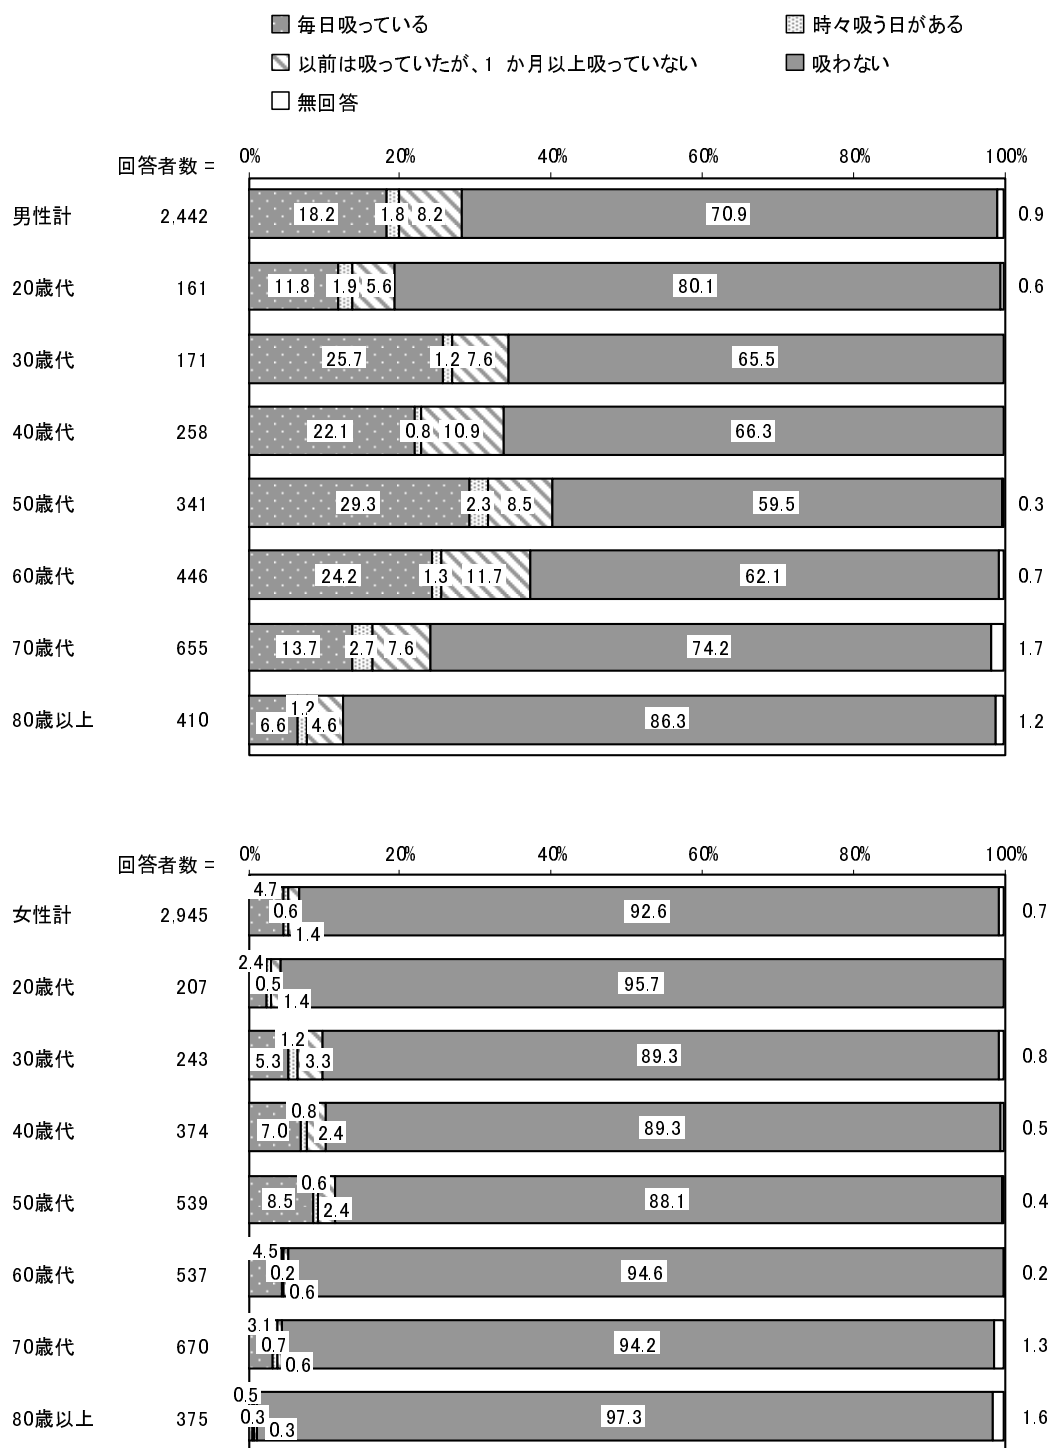 毎日吸っている 時々吸う日がある
以前は吸っていたが、1 か月以上吸っていない 吸わない
無回答
回答者数 = 0% 20% 40% 60% 80% 100%
男性計 2,442 18.2 1.8 8.2 70.9 0.9
20歳代 161 11.8 1.9 5.6 80.1 0.6
30歳代 171 25.7 1.2 7.6 65.5
40歳代 258 22.1 0.8 10.9 66.3
50歳代 341 29.3 2.3 8.5 59.5 0.3
60歳代 446 24.2 1.3 11.7 62.1 0.7
70歳代 655 13.7 2.7 7.6 74.2 1.7
80歳以上 410 6.6 1.2 4.6 86.3 1.2
回答者数 = 0% 20% 40% 60% 80% 100%
女性計 2,945 4.7 0.6 1.4 92.6 0.7
20歳代 207 2.4 0.5 1.4 95.7
30歳代 243 5.3 1.2 3.3 89.3 0.8
40歳代 374 7.0 0.8 2.4 89.3 0.5
50歳代 539 8.5 0.6 2.4 88.1 0.4
60歳代 537 4.5 0.2 0.6 94.6 0.2
70歳代 670 3.1 0.7 0.6 94.2 1.3
80歳以上 375 0.5 0.3 0.3 97.3 1.6